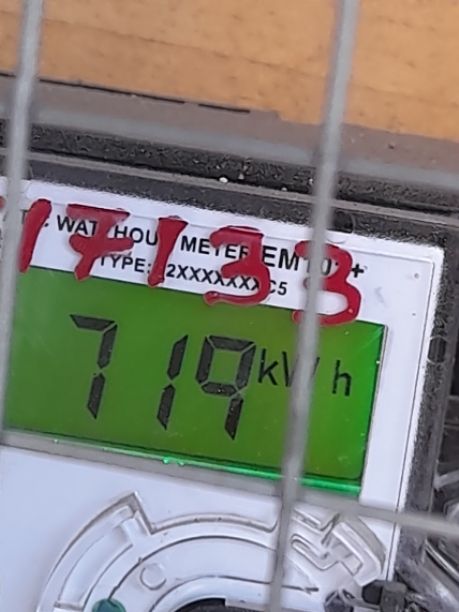 17133
WATTHOUR METER EM10 +
TYPE: 2XXXXXXXC5
719 kWh